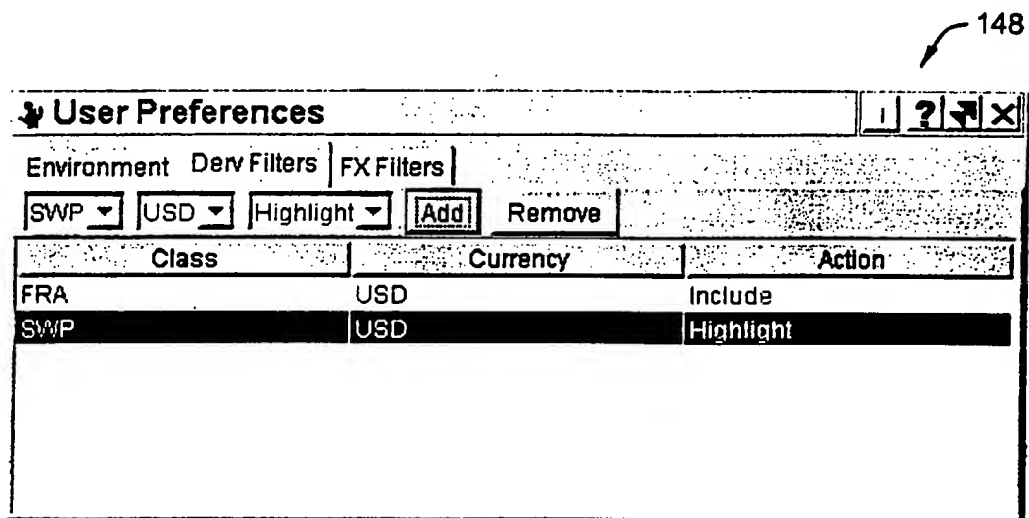 148
User Preferences ?
Environment Derv Filters FX Filters
SWP USD Highlight Add Remove
Class Currency Action
FRA USD Include
SWP USD Highlight